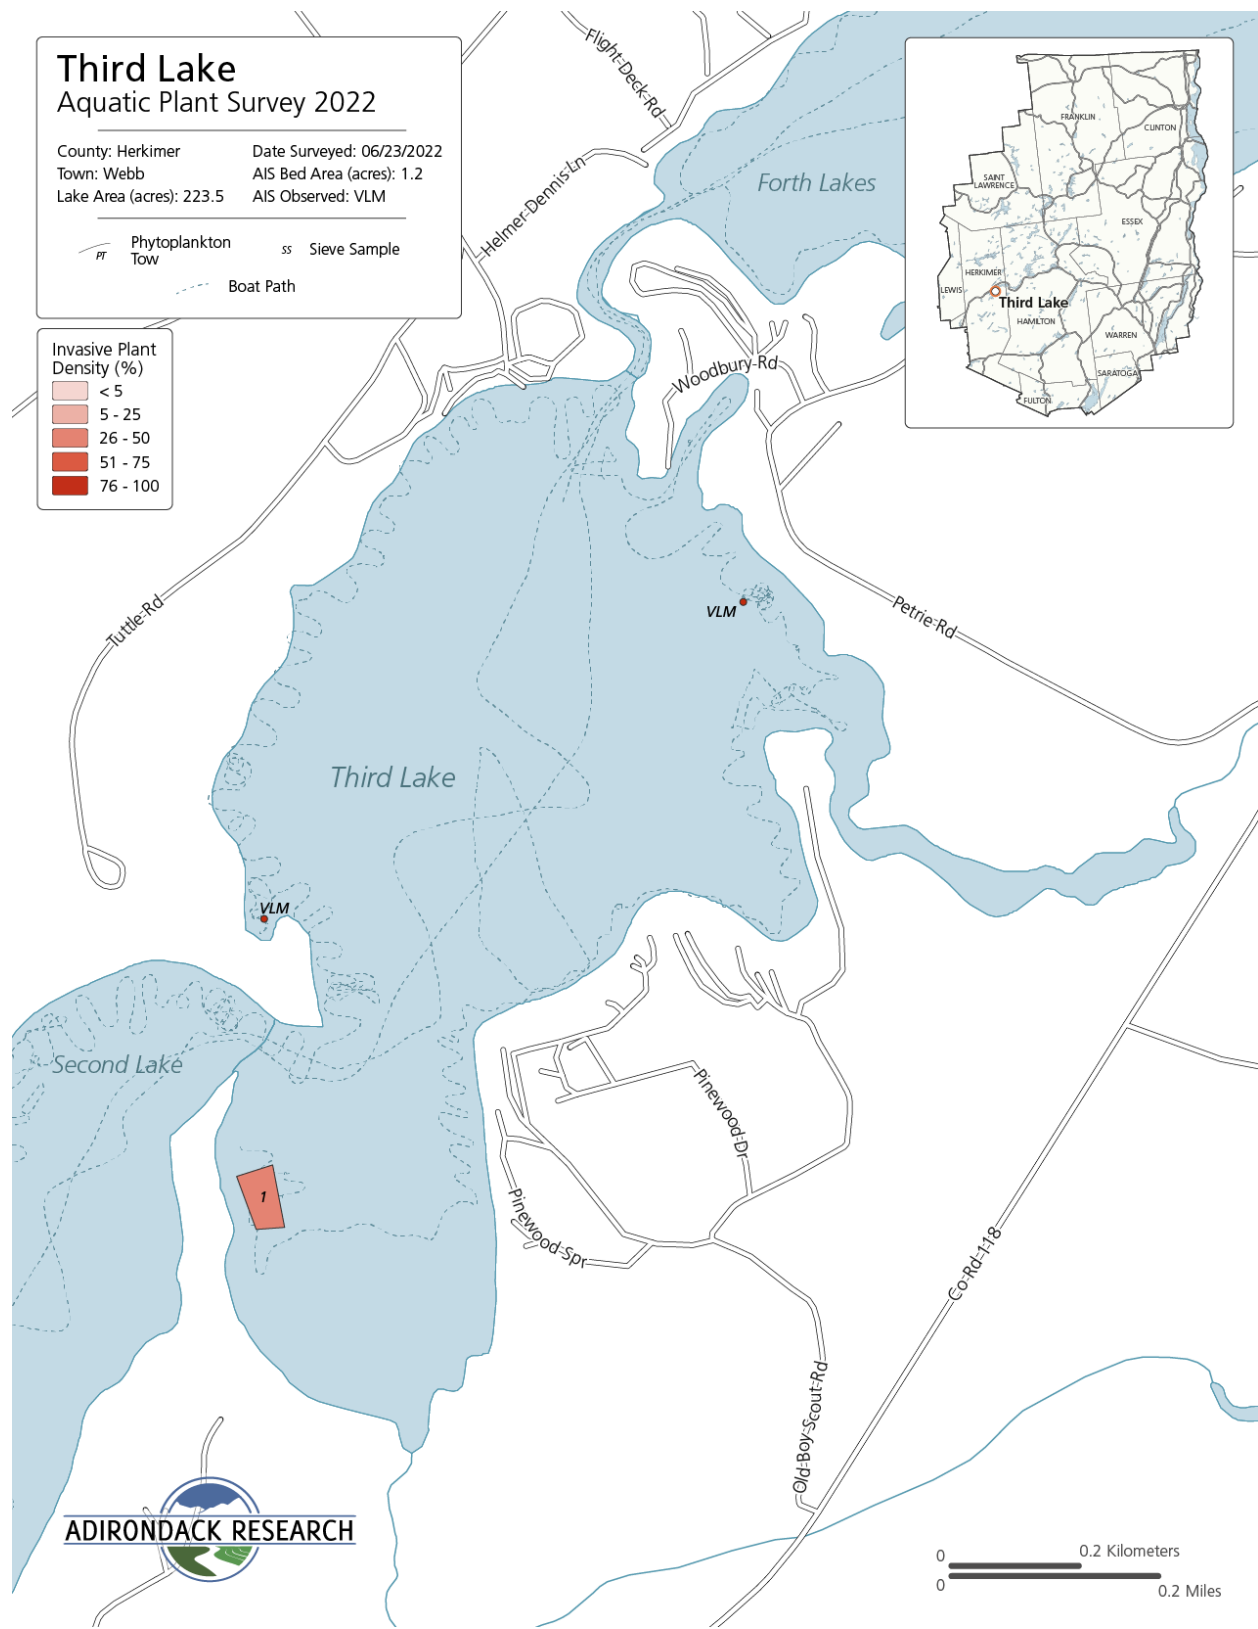 Third Lake
Aquatic Plant Survey 2022
County: Herkimer
Town: Webb
Lake Area (acres): 223.5
Date Surveyed: 06/23/2022
AIS Bed Area (acres): 1.2
AIS Observed: VLM
PT
Phytoplankton
Tow
SS
Sieve Sample
Boat Path
Invasive Plant
Density (%)
< 5
5 - 25
26 - 50
51 - 75
76 - 100
FRANKLIN
CLINTON
SAINT
LAWRENCE
ESSEX
HERKIMER
LEWIS
Third Lake
HAMILTON
WARREN
SARATOGA
FULTON
Flight-Deck-Rd
Helmer-Dennis-Ln
Forth Lakes
Woodbury-Rd
Tuttle-Rd
VLM
Petrie-Rd
Third Lake
VLM
Second Lake
Pinewood-Dr
1
Pinewood-Spr
Co-Rd-118
Old-Boy-Scout-Rd
ADIRONDACK RESEARCH
0
0.2 Kilometers
0
0.2 Miles